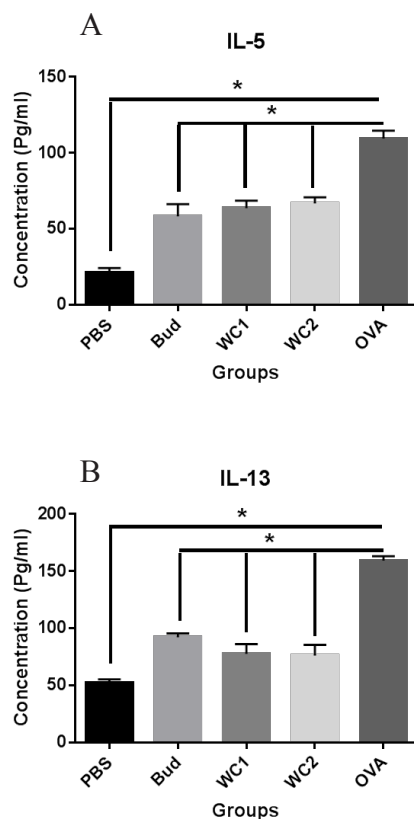 A
IL-5
Concentration (Pg/ml)
150
*
*
100
50
0
PBS
Bud
WC1
WC2
OVA
Groups
B
IL-13
Concentration (Pg/ml)
200
*
*
150
100
50
0
PBS
Bud
WC1
WC2
OVA
Groups